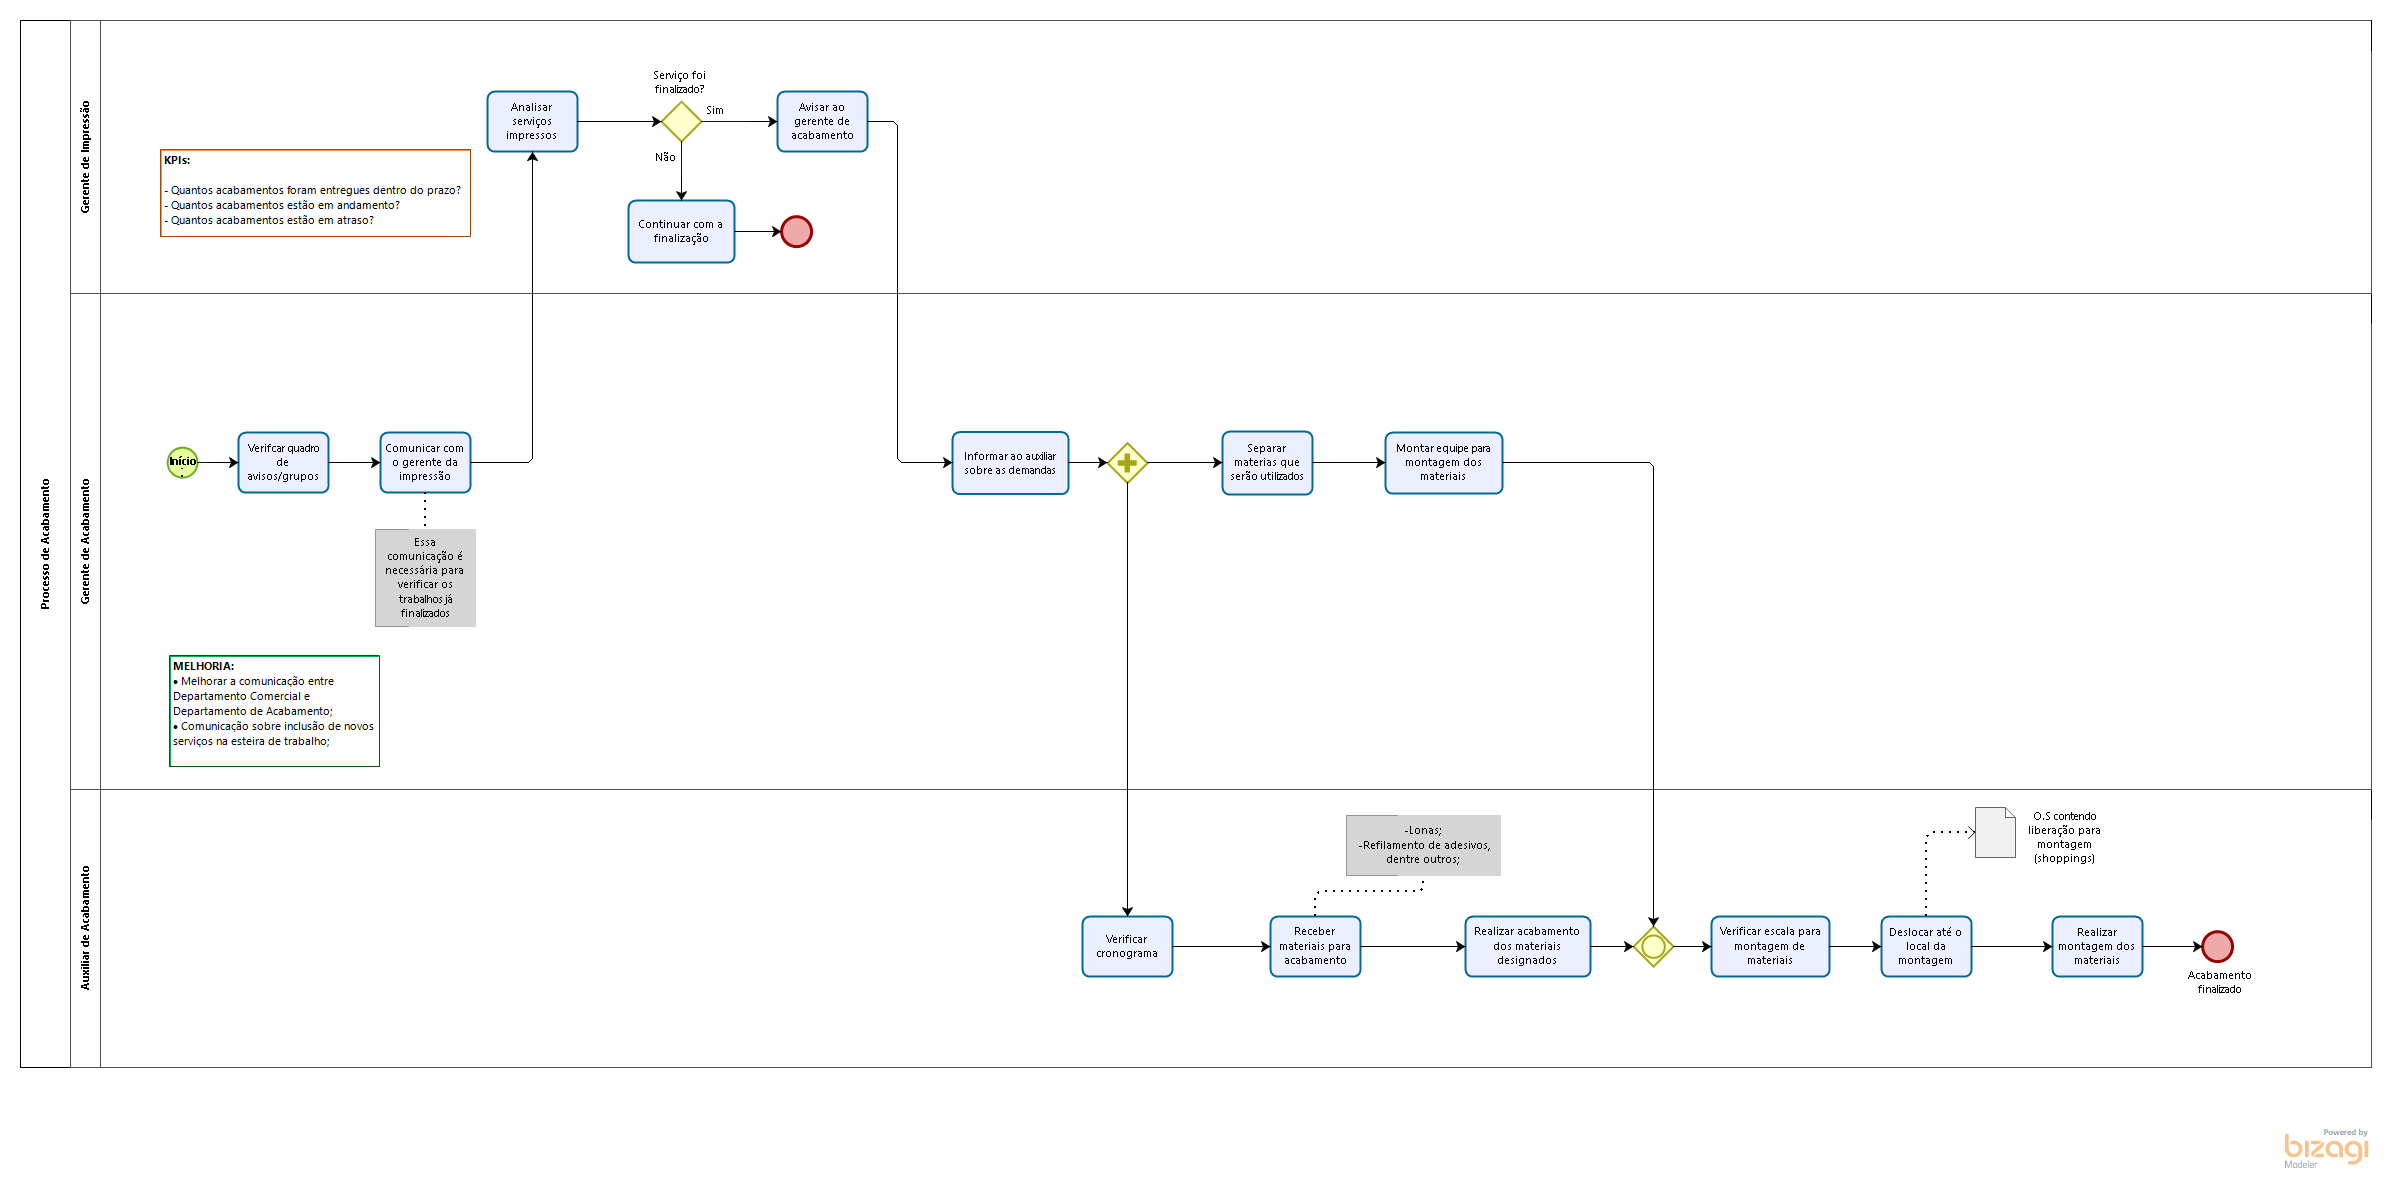 Processo de Acabamento
Gerente de Impressão
Serviço foi
finalizado?
Analisar
serviços
impressos
Sim
Avisar ao
gerente de
acabamento
Não
Continuar com a
finalização
KPIs:
- Quantos acabamentos foram entregues dentro do prazo?
- Quantos acabamentos estão em andamento?
- Quantos acabamentos estão em atraso?
Gerente de Acabamento
Início
Verifcar quadro
de
avisos/grupos
Comunicar com
o gerente da
impressão
Essa
comunicação é
necessária para
verificar os
trabalhos já
finalizados
Informar ao auxiliar
sobre as demandas
Separar
materias que
serão utilizados
Montar equipe para
montagem dos
materiais
MELHORIA:
• Melhorar a comunicação entre
Departamento Comercial e
Departamento de Acabamento;
• Comunicação sobre inclusão de novos
serviços na esteira de trabalho;
Auxiliar de Acabamento
-Lonas;
-Refilamento de adesivos,
dentre outros;
O.S contendo
liberação para
montagem
(shoppings)
Verificar
cronograma
Receber
materiais para
acabamento
Realizar acabamento
dos materiais
designados
Verificar escala para
montagem de
materiais
Deslocar até o
local da
montagem
Realizar
montagem dos
materiais
Acabamento
finalizado
Powered by
bizagi
Modeler